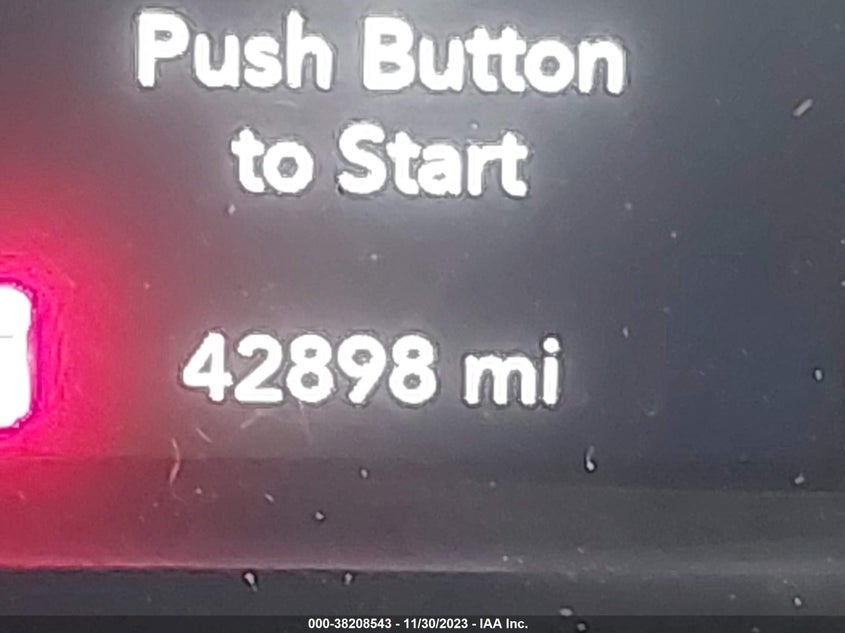 Push Button
to Start
42898 mi
000-38208543 - 11/30/2023 - IAA Inc.